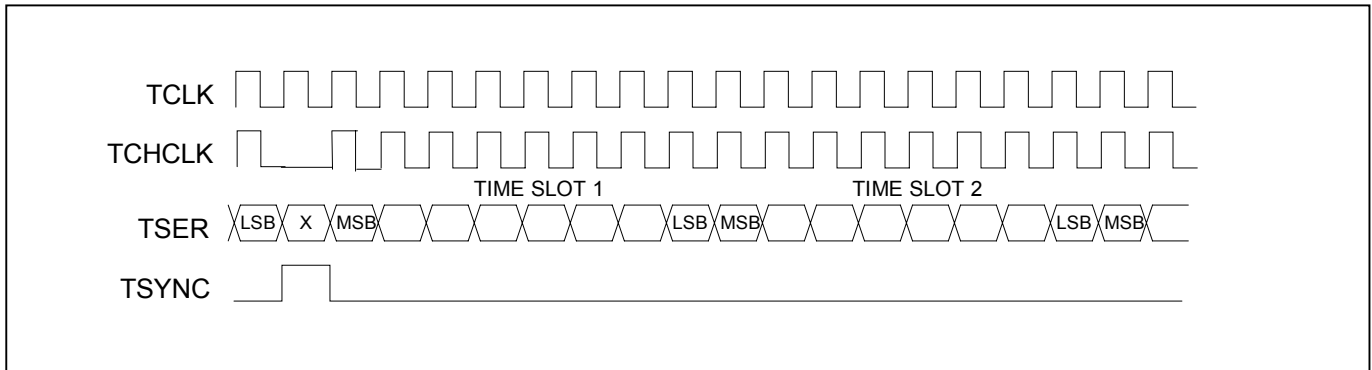 TCLK
TCHCLK
TIME SLOT 1 TIME SLOT 2
TSER LSB X MSB LSB MSB LSB MSB
TSYNC